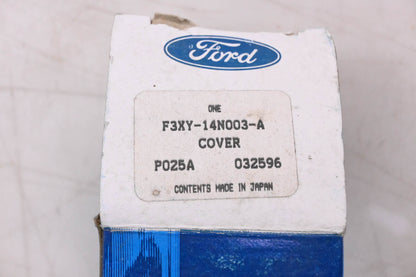 Ford
ONE
F3XY-14N003-A
COVER
P025A 032596
CONTENTS MADE IN JAPAN